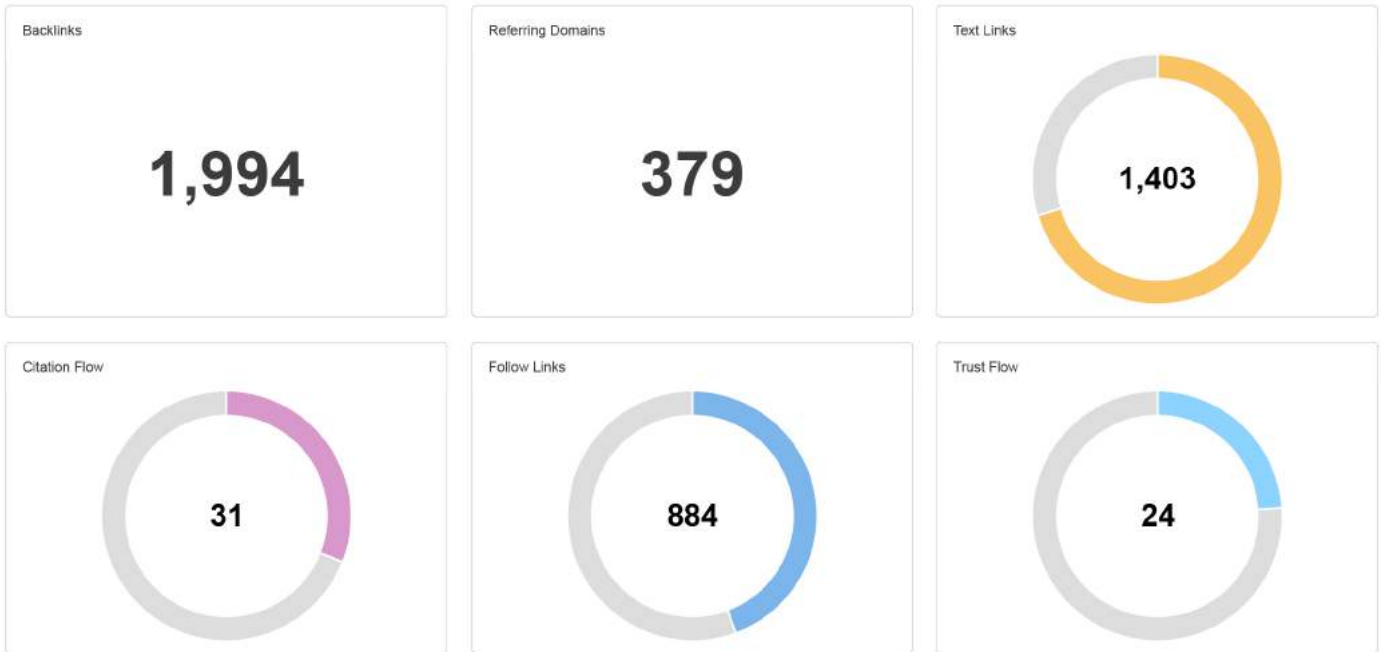 Backlinks
1,994
Referring Domains
379
Text Links
1,403
Citation Flow
31
Follow Links
884
Trust Flow
24